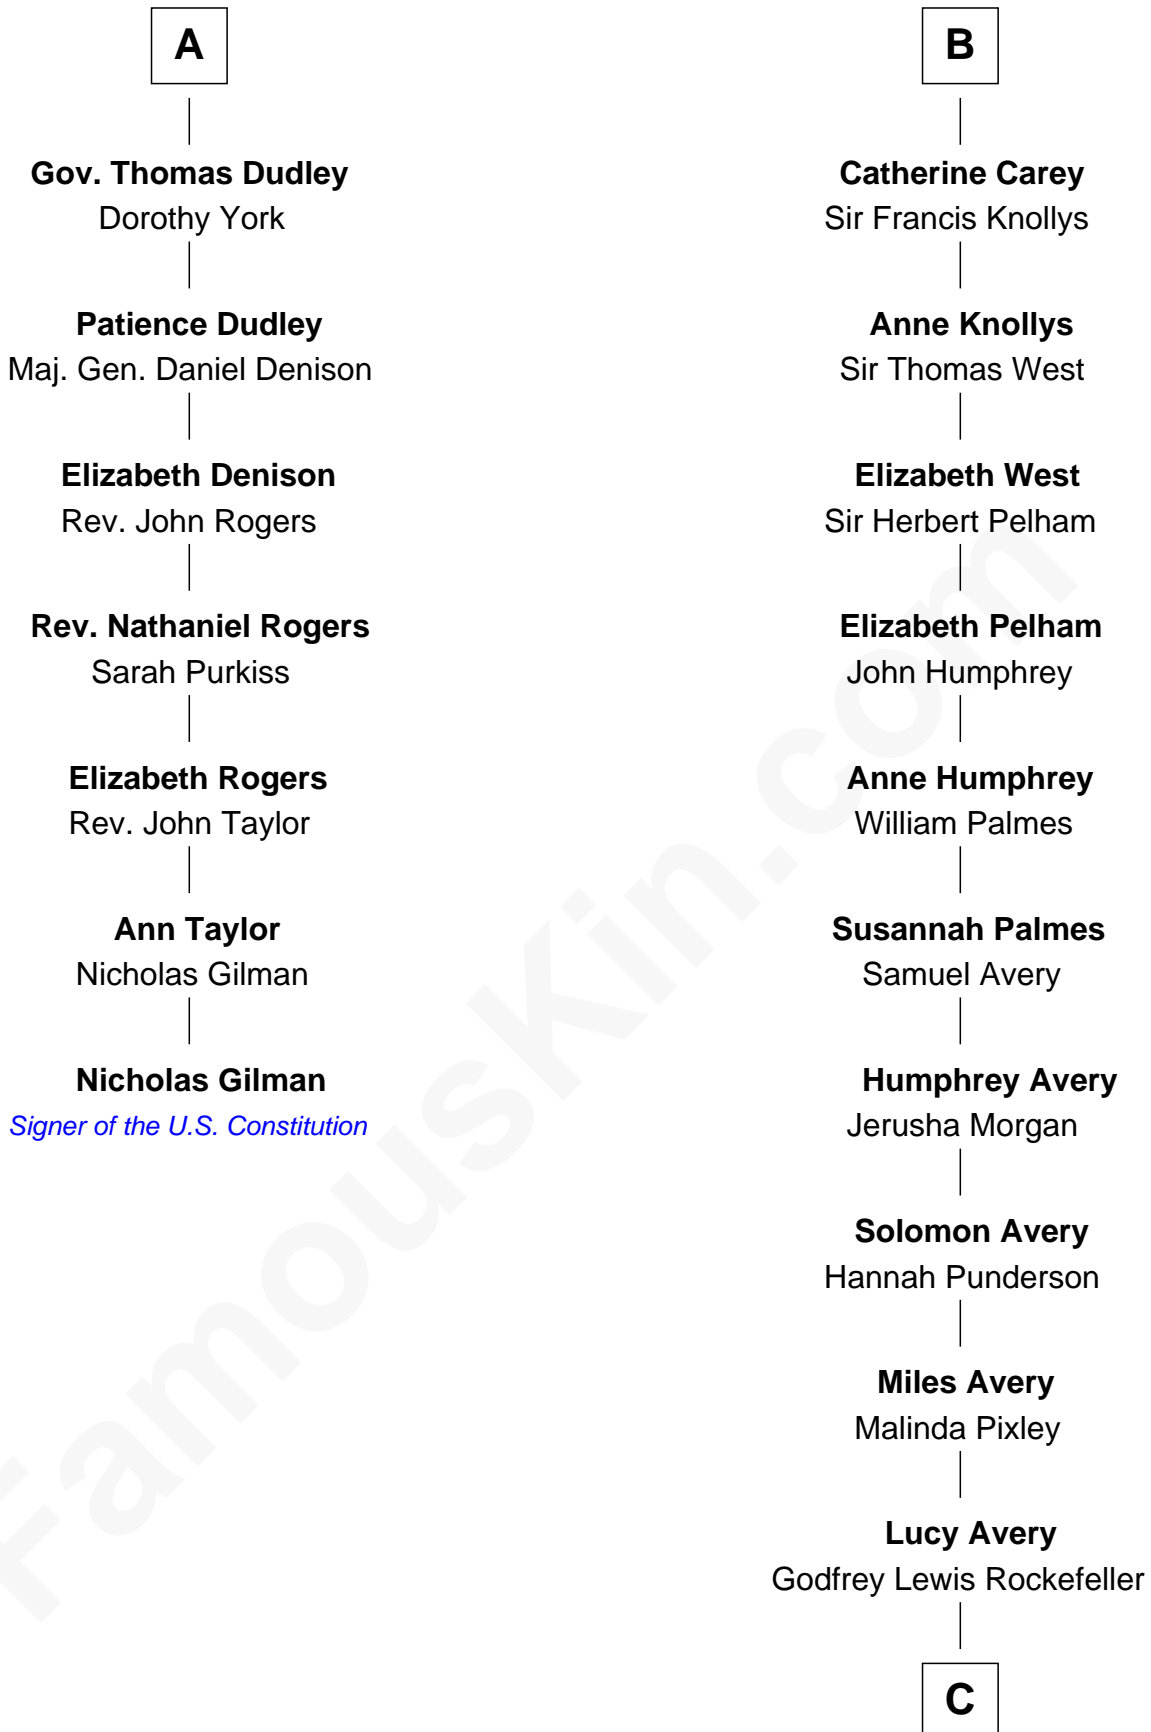 A
Gov. Thomas Dudley
Dorothy York
Patience Dudley
Maj. Gen. Daniel Denison
Elizabeth Denison
Rev. John Rogers
Rev. Nathaniel Rogers
Sarah Purkiss
Elizabeth Rogers
Rev. John Taylor
Ann Taylor
Nicholas Gilman
Nicholas Gilman
Signer of the U.S. Constitution
B
Catherine Carey
Sir Francis Knollys
Anne Knollys
Sir Thomas West
Elizabeth West
Sir Herbert Pelham
Elizabeth Pelham
John Humphrey
Anne Humphrey
William Palmes
Susannah Palmes
Samuel Avery
Humphrey Avery
Jerusha Morgan
Solomon Avery
Hannah Punderson
Miles Avery
Malinda Pixley
Lucy Avery
Godfrey Lewis Rockefeller
C
FamousKin.com